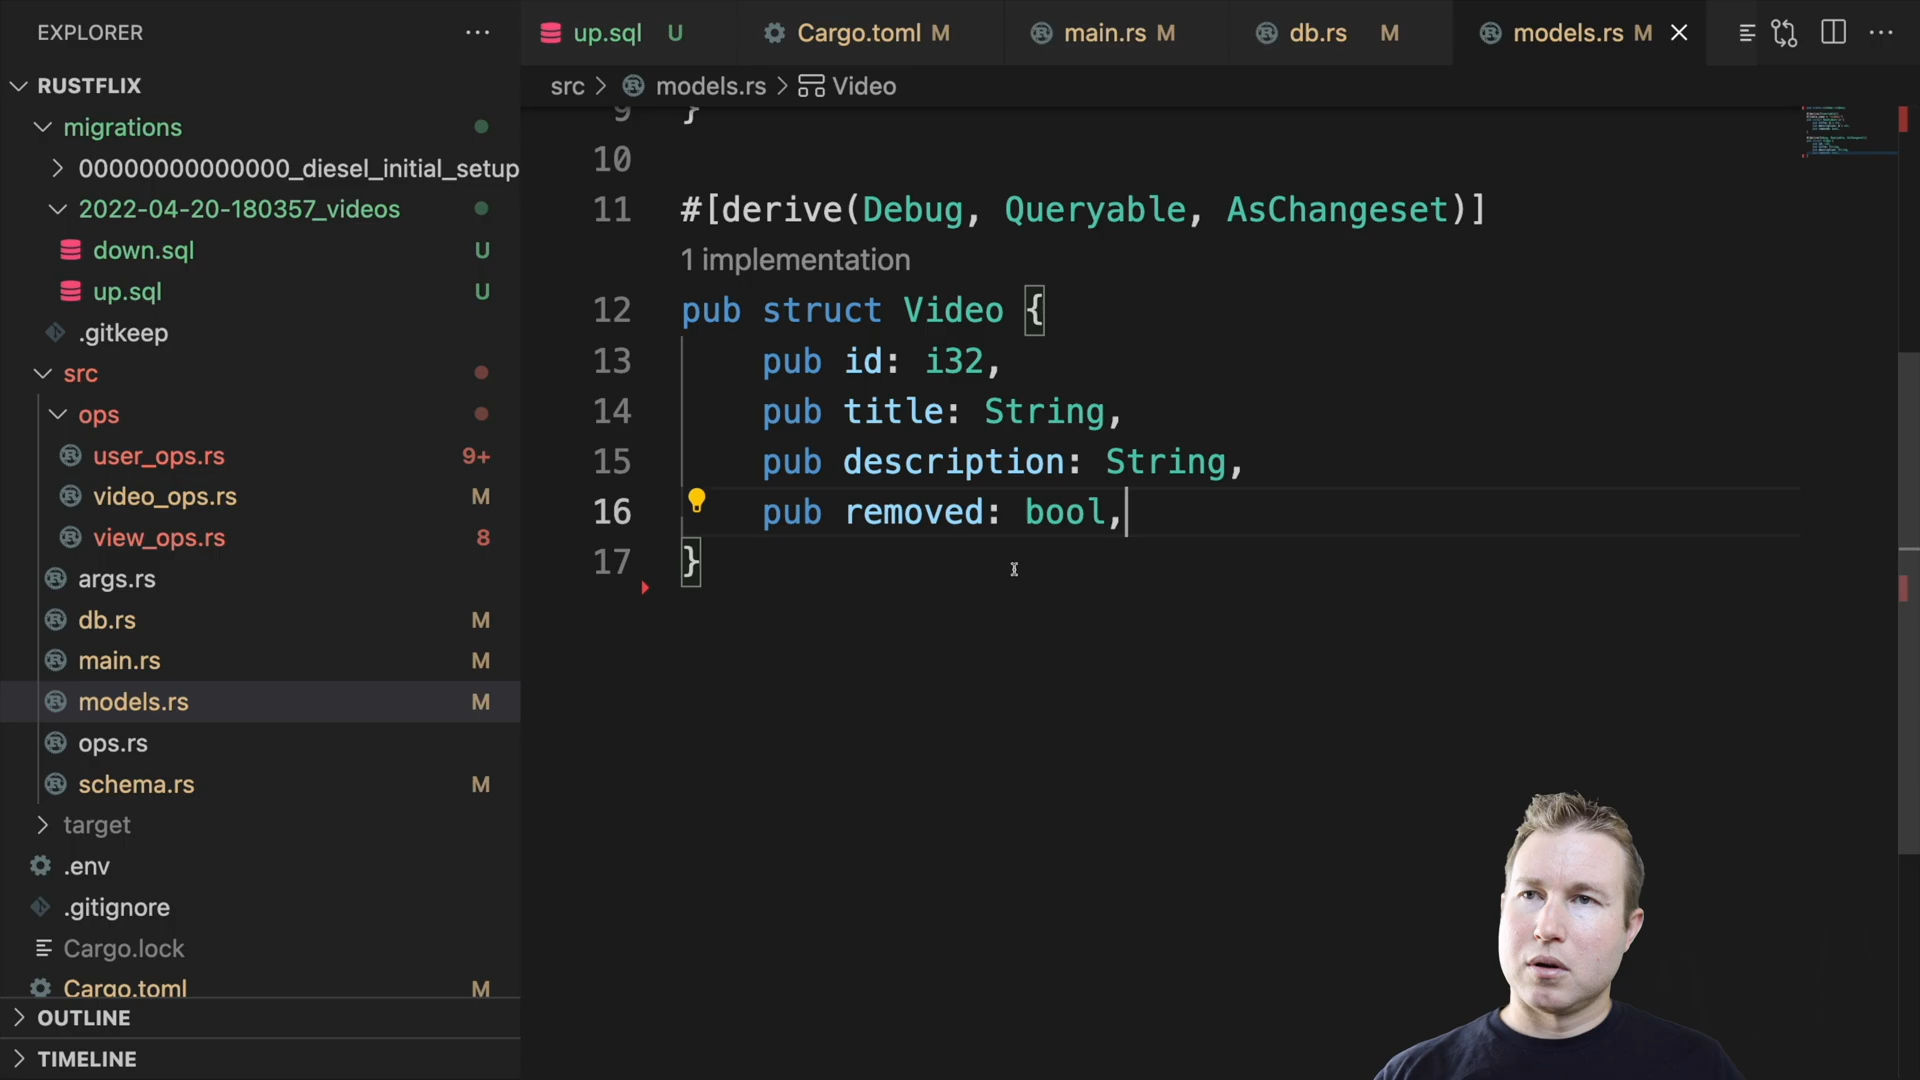 EXPLORER
RUSTFLIX
migrations
00000000000000_diesel_initial_setup
2022-04-20-180357_videos
down.sql U
up.sql U
.gitkeep
src
ops
user_ops.rs 9+
video_ops.rs M
view_ops.rs 8
args.rs
db.rs M
main.rs M
models.rs M
ops.rs
schema.rs M
target
.env
.gitignore
Cargo.lock
Cargo.toml M
OUTLINE
TIMELINE
up.sql U Cargo.toml M main.rs M db.rs M models.rs M
src > models.rs > Video
9 }
10
11 #[derive(Debug, Queryable, AsChangeset)]
1 implementation
12 pub struct Video {
13 pub id: i32,
14 pub title: String,
15 pub description: String,
16 pub removed: bool,
17 }